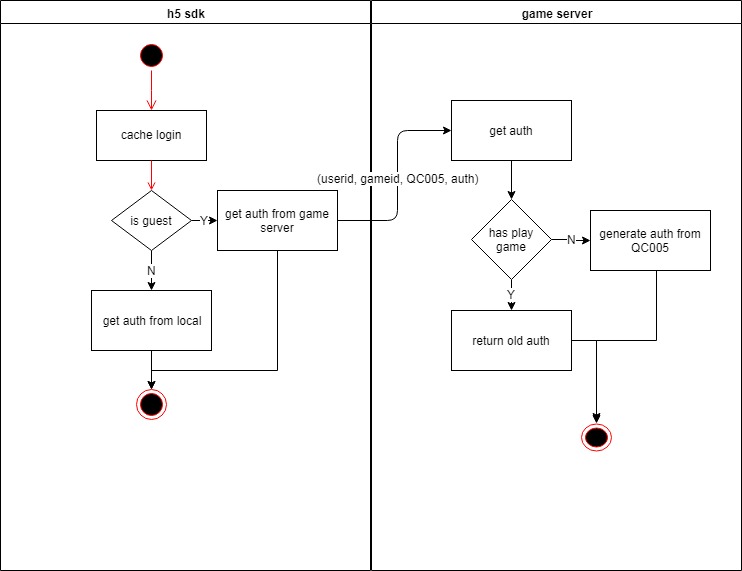 h5 sdk
game server
cache login
is guest
Y
get auth from game
server
(userid, gameid, QC005, auth)
N
get auth from local
get auth
has play
game
N
generate auth from
QC005
Y
return old auth